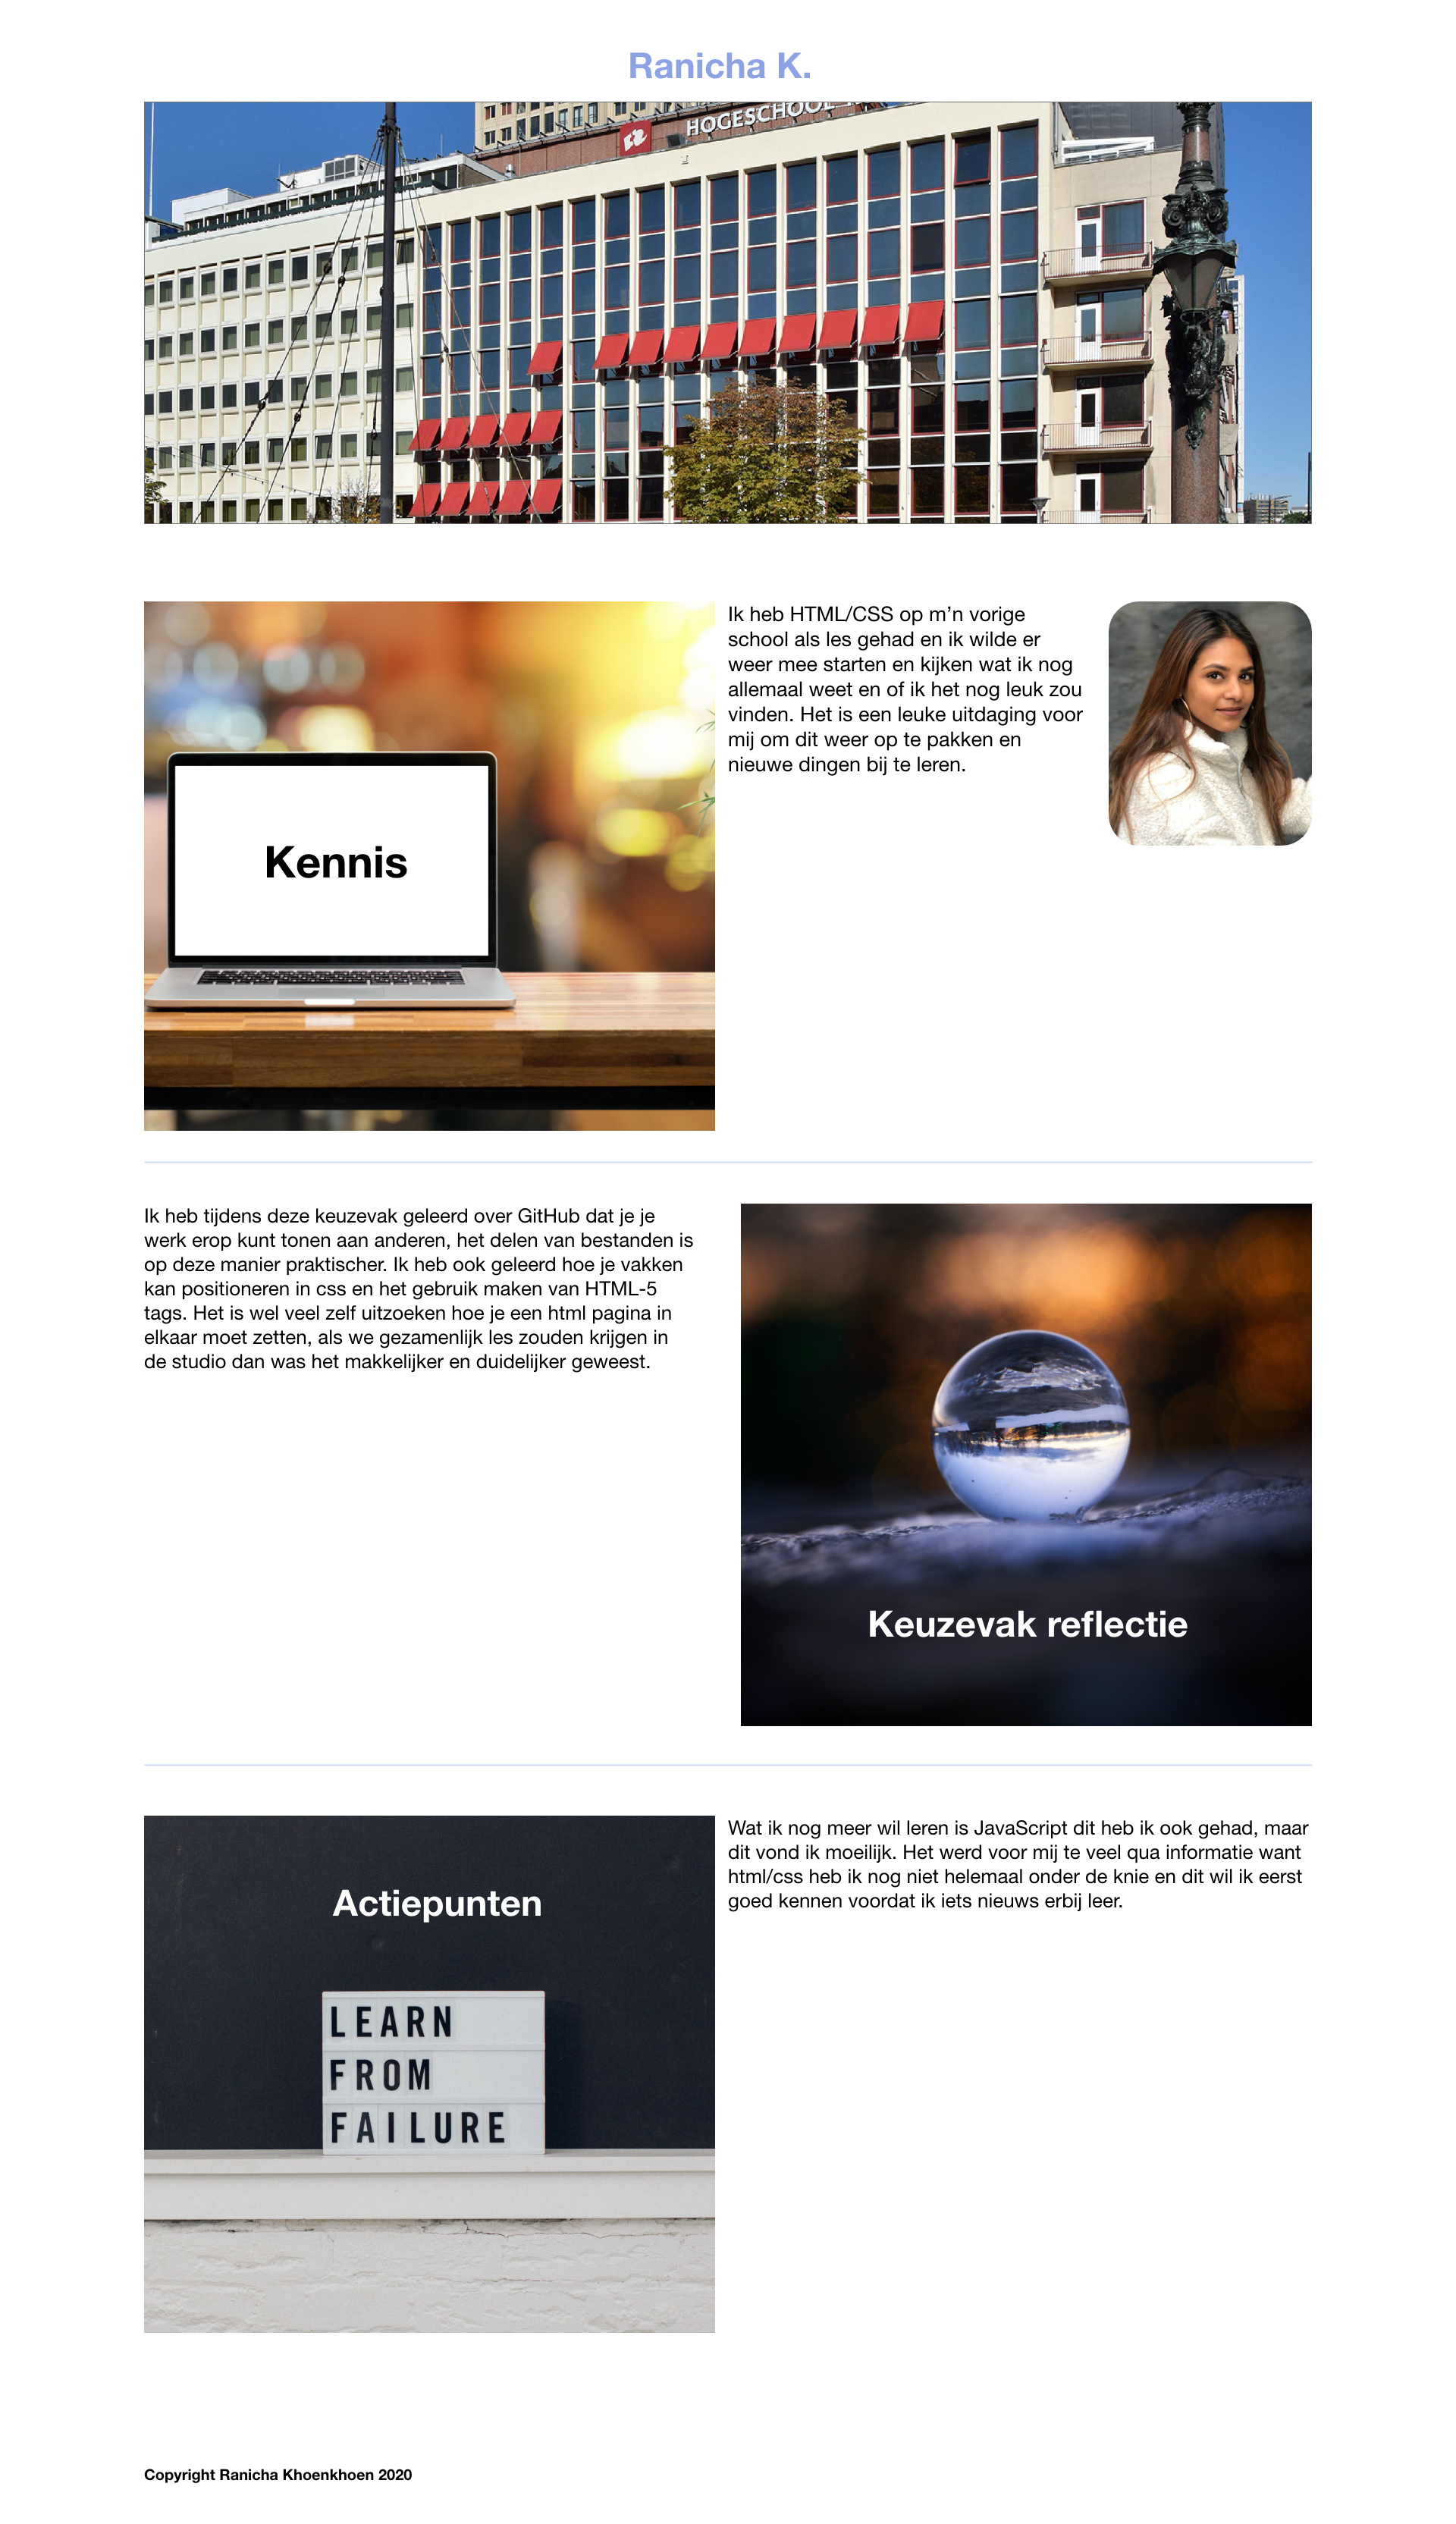 Ranicha K.
HOGESCHOOL
Kennis
Ik heb HTML/CSS op m’n vorige
school als les gehad en ik wilde er
weer mee starten en kijken wat ik nog
allemaal weet en of ik het nog leuk zou
vinden. Het is een leuke uitdaging voor
mij om dit weer op te pakken en
nieuwe dingen bij te leren.
Ik heb tijdens deze keuzevak geleerd over GitHub dat je je
werk erop kunt tonen aan anderen, het delen van bestanden is
op deze manier praktischer. Ik heb ook geleerd hoe je vakken
kan positioneren in css en het gebruik maken van HTML-5
tags. Het is wel veel zelf uitzoeken hoe je een html pagina in
elkaar moet zetten, als we gezamenlijk les zouden krijgen in
de studio dan was het makkelijker en duidelijker geweest.
Keuzevak reflectie
Actiepunten
LEARN
FROM
FAILURE
Wat ik nog meer wil leren is JavaScript dit heb ik ook gehad, maar
dit vond ik moeilijk. Het werd voor mij te veel qua informatie want
html/css heb ik nog niet helemaal onder de knie en dit wil ik eerst
goed kennen voordat ik iets nieuws erbij leer.
Copyright Ranicha Khoenkhoen 2020